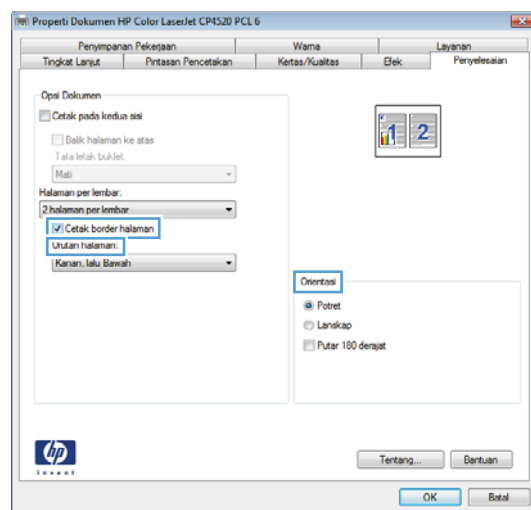 Properti Dokumen HP Color LaserJet CP4520 PCL 6
Penyimpanan Pekerjaan Warna Layanan
Tingkat Lanjut Pintasan Pencetakan Kertas/Kualitas Efek Penyelesaian
Opsi Dokumen
Cetak pada kedua sisi
Balik halaman ke atas
Tata letak buklet:
Mati
Halaman per lembar:
2 halaman per lembar
Cetak border halaman
Urutan halaman:
Kanan, lalu Bawah
1 2
Orientasi
Potret
Lanskap
Putar 180 derajat
hp
invent
Tentang... Bantuan
OK Batal